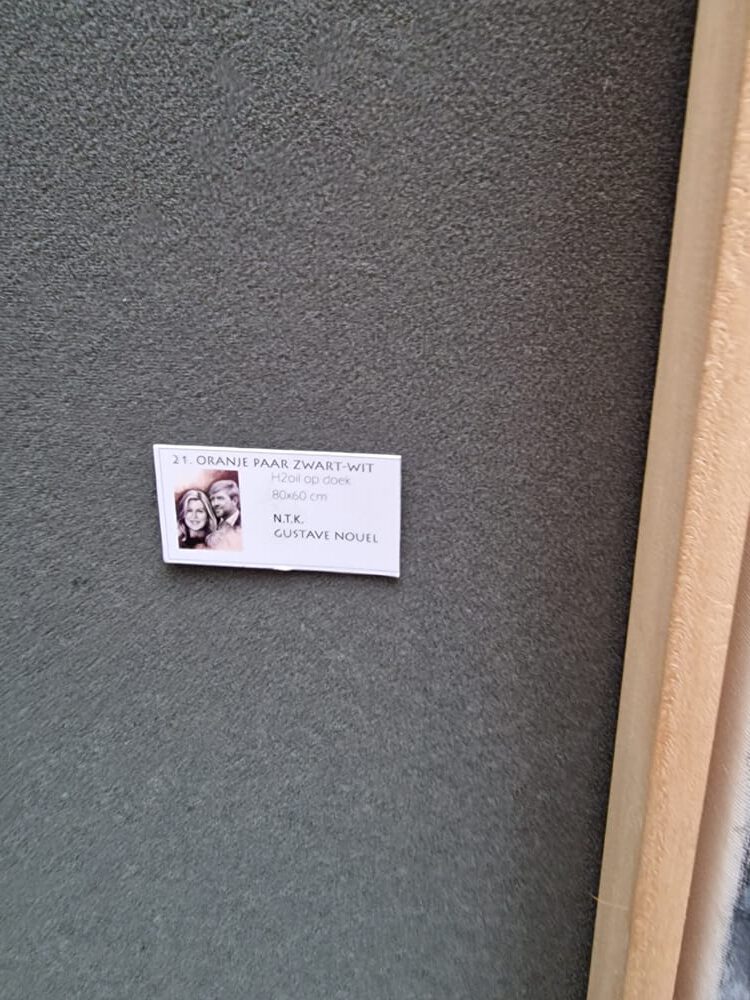 21. ORANJE PAAR ZWART-WIT
H2oil op doek
80x60 cm
N.T.K.
GUSTAVE NOUEL